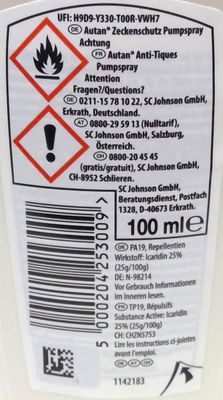 UFI: H9D9-Y330-T00R-VWH7
DE Autan® Zeckenschutz Pumpspray
Achtung
FR Autan® Anti-Tiques
Pumpspray
Attention
Fragen?/Questions?
DE 0211-15 78 10 22, SC Johnson GmbH,
Erkrath, Deutschland.
AT 0800-29 59 13 (Nulltarif),
SC Johnson GmbH, Salzburg,
Österreich.
CH 0800-20 45 45
(gratis/gratuit), SC Johnson GmbH,
CH-8952 Schlieren.
SC Johnson GmbH,
Beratungsdienst, Postfach
1328, D-40673 Erkrath.
100 ml ℮
5000204253009>
DE PA19, Repellentien
Wirkstoff: Icaridin 25%
(25g/100g)
DE: N-98214
Vor Gebrauch Informationen
im Inneren lesen.
FR TP19, Répulsifs
Substance Active: Icaridin
25% (25g/100g)
CH: CHZN5753
Lire les instructions ci-jointes
avant l'emploi.
DE AT CH
1142183